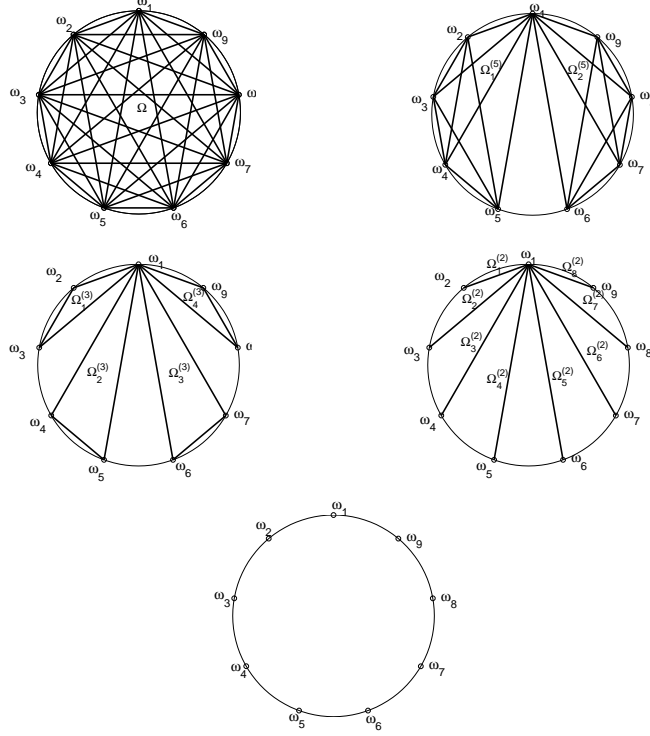 ω₁
ω₂ ω₉
ω₃ Ω ω
ω₄ ω₇
ω₅ ω₆
ω₁
ω₂ ω₉
Ω₁⁽⁵⁾ Ω₂⁽⁵⁾
ω₃ ω
ω₄ ω₇
ω₅ ω₆
ω₁
ω₂ ω₉
Ω₁⁽³⁾ Ω₄⁽³⁾
ω₃
Ω₂⁽³⁾ Ω₃⁽³⁾
ω₄ ω₇
ω₅ ω₆
ω₁
Ω₁⁽²⁾ Ω₈⁽²⁾
ω₂ ω₉
Ω₂⁽²⁾ Ω₇⁽²⁾
ω₃ Ω₃⁽²⁾ Ω₆⁽²⁾ ω₈
Ω₄⁽²⁾ Ω₅⁽²⁾
ω₄ ω₇
ω₅ ω₆
ω₁
ω₂ ω₉
ω₃ ω₈
ω₄ ω₇
ω₅ ω₆